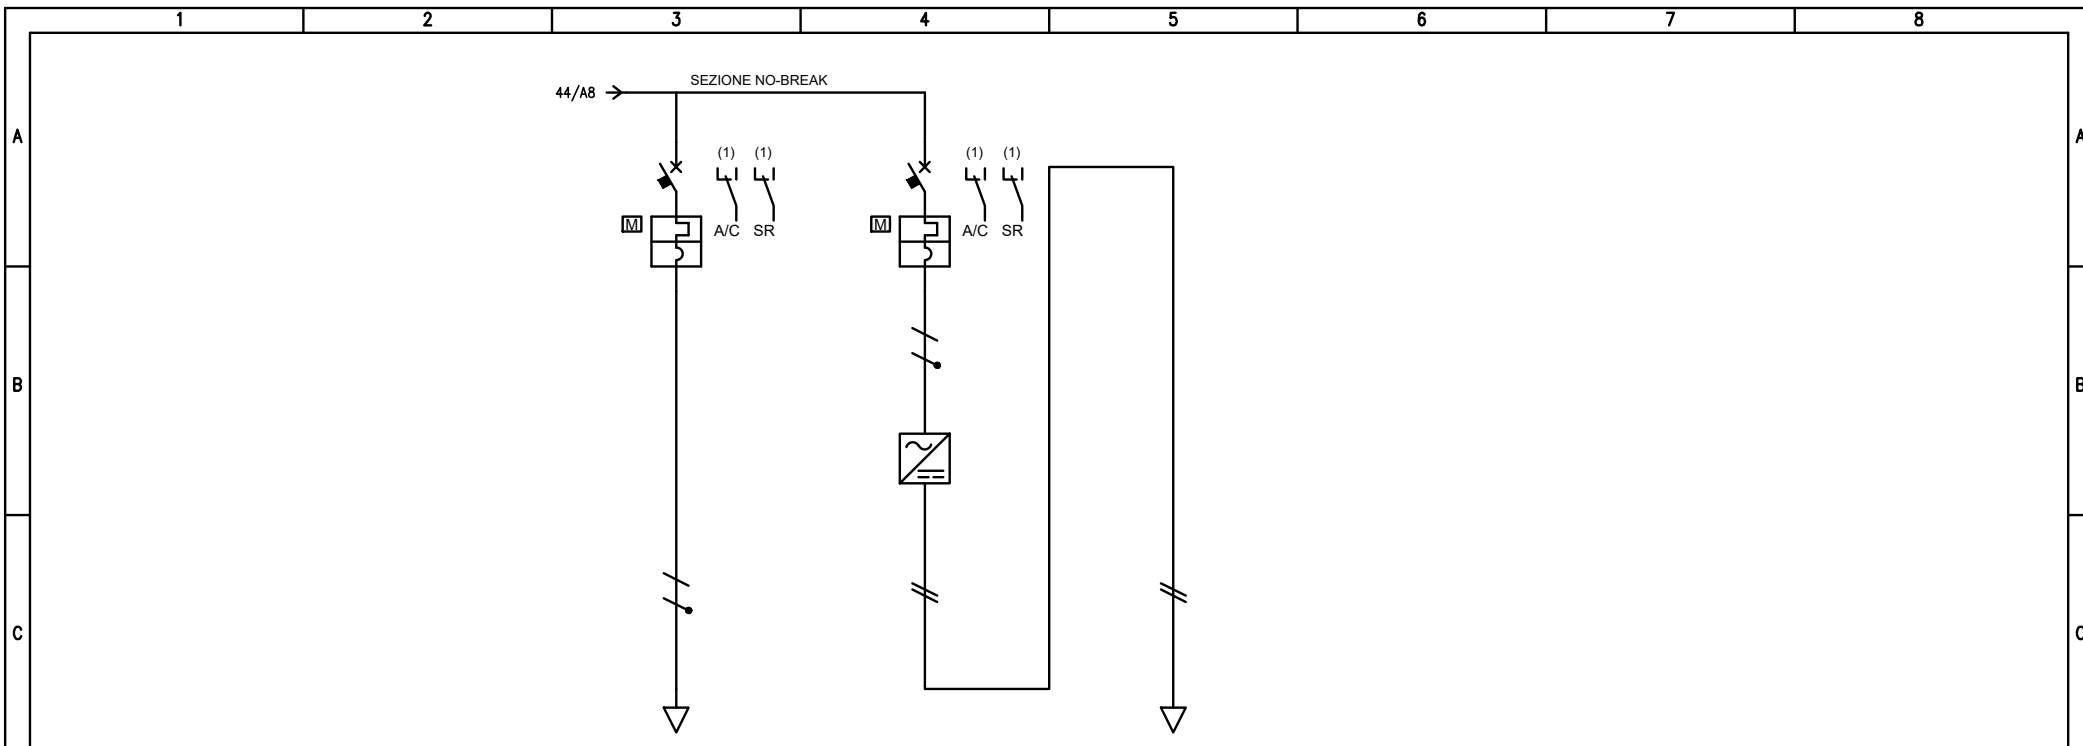 1 2 3 4 5 6 7 8
SEZIONE NO-BREAK
44/A8
A A
(1) (1) (1) (1)
M A/C SR M A/C SR
B B
C C